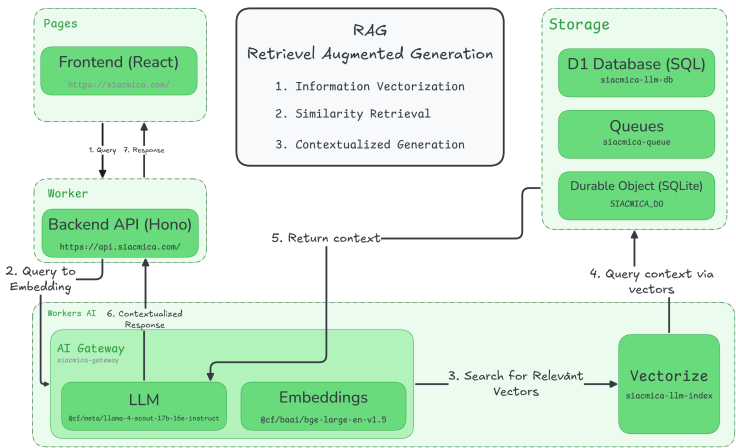 Pages
Frontend (React)
https://siacmica.com/
1. Query
7. Response
Worker
Backend API (Hono)
https://api.siacmica.com/
RAG
Retrievel Augmented Generation
1. Information Vectorization
2. Similarity Retrieval
3. Contextualized Generation
Storage
D1 Database (SQL)
siacmica-llm-db
Queues
siacmica-queue
Durable Object (SQLite)
SIACMICA_DO
5. Return context
2. Query to
Embedding
4. Query context via
vectors
Workers AI
6. Contextualized
Response
AI Gateway
siacmica-gateway
LLM
@cf/meta/llama-4-scout-17b-16e-instruct
Embeddings
@cf/baai/bge-large-en-v1.5
3. Search for Relevant
Vectors
Vectorize
siacmica-llm-index